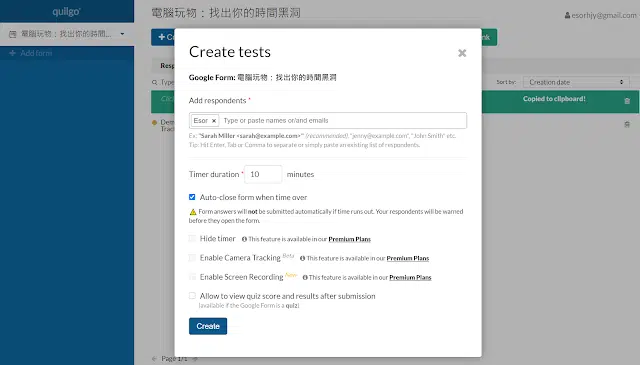 quilgo
電腦玩物：找出你的時間黑洞
esorhjy@gmail.com
電腦玩物：找出你的時間黑洞
Add form
Sort by:
Creation date
Copied to clipboard!
Create tests
Google Form: 電腦玩物：找出你的時間黑洞
Add respondents *
Esor × Type or paste names or/and emails
Ex: "Sarah Miller <sarah@example.com>" (recommended), "jenny@example.com", "John Smith" etc.
Tip: Hit Enter, Tab or Comma to separate or simply paste an existing list of respondents.
Timer duration * 10 minutes
Auto-close form when time over
Form answers will not be submitted automatically if time runs out. Your respondents will be warned
before they open the form.
Hide timer This feature is available in our Premium Plans
Enable Camera Tracking Beta This feature is available in our Premium Plans
Enable Screen Recording New This feature is available in our Premium Plans
Allow to view quiz score and results after submission
(available if the Google Form is a quiz)
Create
Page 1/1